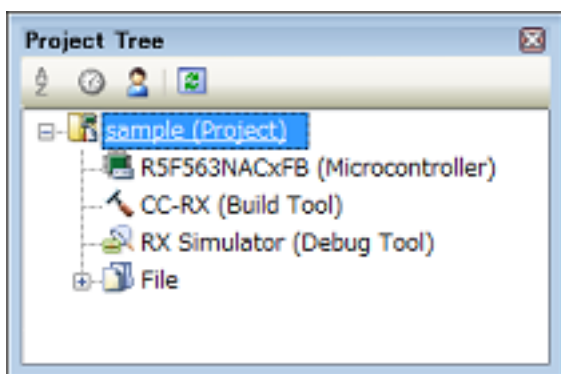 Project Tree
sample (Project)
R5F563NACxFB (Microcontroller)
CC-RX (Build Tool)
RX Simulator (Debug Tool)
File